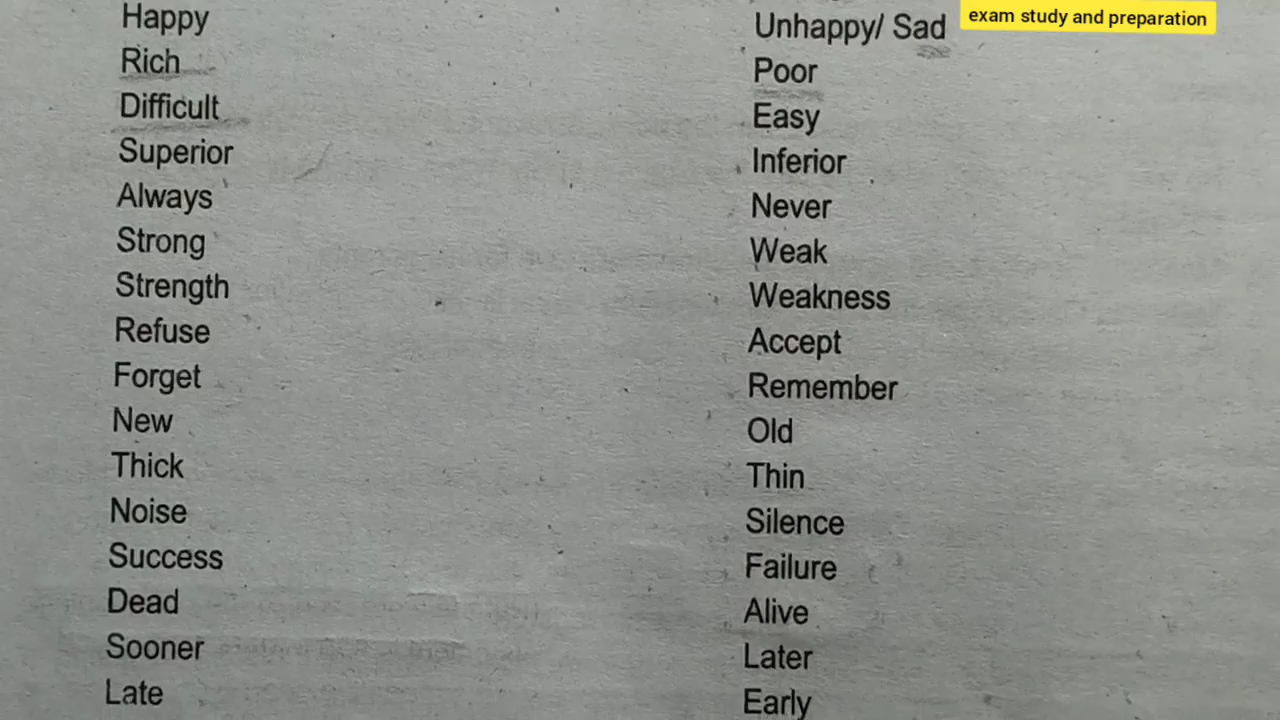 exam study and preparation
Happy Unhappy/ Sad
Rich Poor
Difficult Easy
Superior Inferior
Always Never
Strong Weak
Strength Weakness
Refuse Accept
Forget Remember
New Old
Thick Thin
Noise Silence
Success Failure
Dead Alive
Sooner Later
Late Early